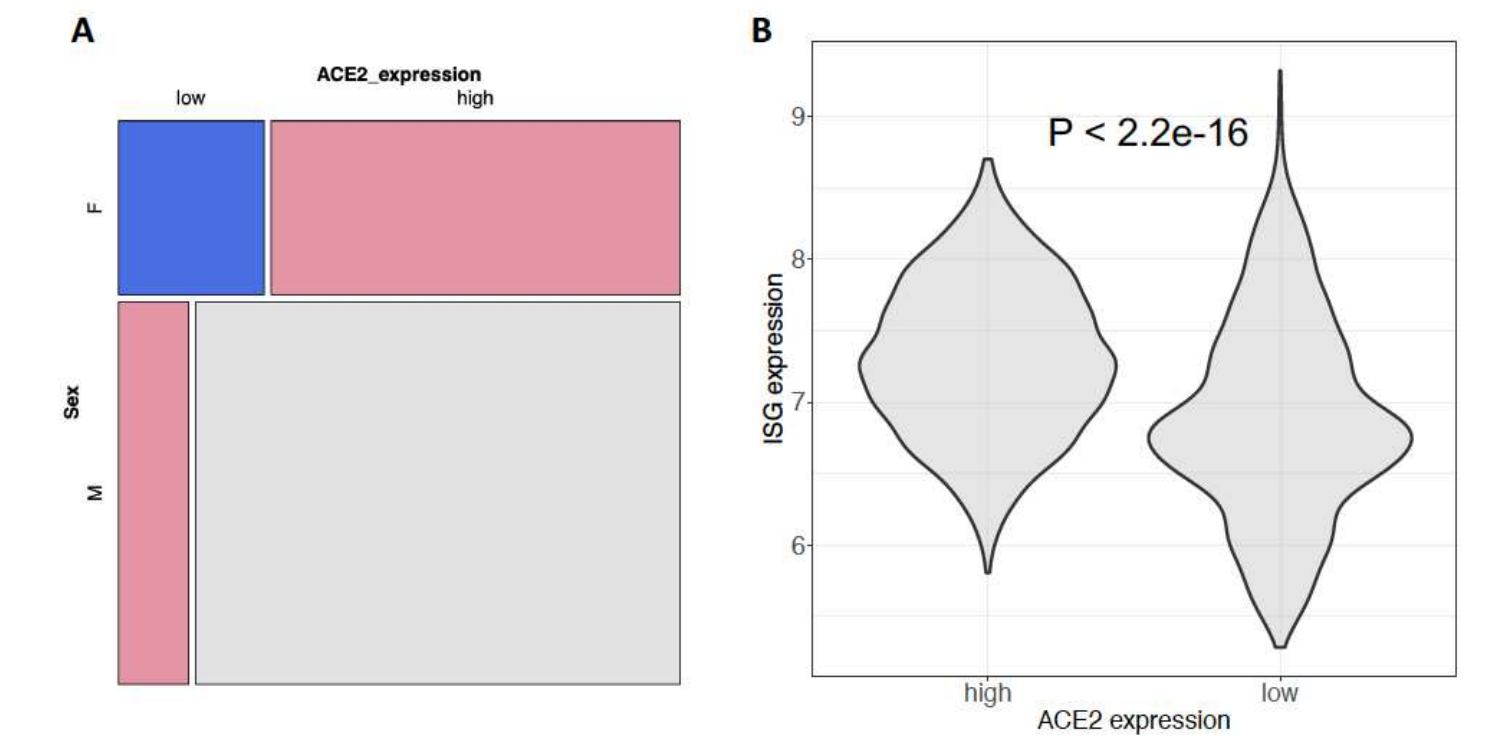 A
ACE2_expression
low high
F
M
Sex
B
P < 2.2e-16
9
8
7
6
ISG expression
high low
ACE2 expression